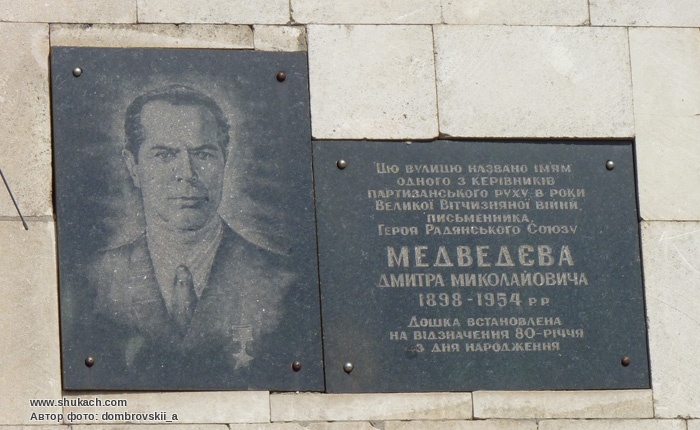 Цю вулицю названо ім'ям
одного з керівників
партизанського руху в роки
Великої Вітчизняної війни,
письменника,
Героя Радянського Союзу
МЕДВЕДЄВА
ДМИТРА МИКОЛАЙОВИЧА
1898-1954 р р
Дошка встановлена
на відзначення 80-річчя
з дня народження
www.shukach.com
Автор фото: dombrovskii_a